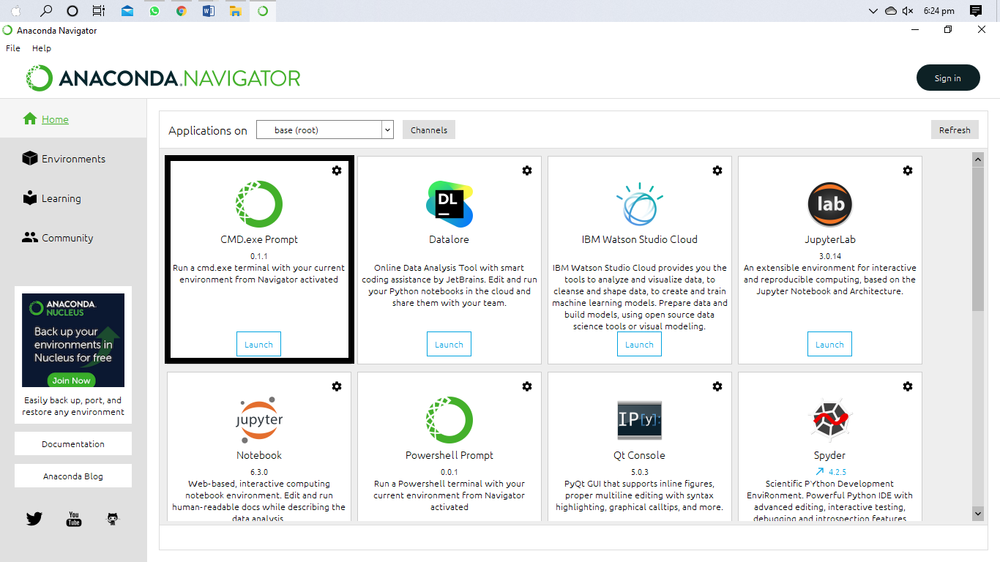 6:24 pm
Anaconda Navigator
File Help
ANACONDA.NAVIGATOR
Sign in
Home
Environments
Learning
Community
ANACONDA.
NUCLEUS
Back up your
environments in
Nucleus for free
Join Now
Easily back up, port, and
restore any environment
Documentation
Anaconda Blog
You
Tube
Applications on base (root) Channels Refresh
CMD.exe Prompt
0.1.1
Run a cmd.exe terminal with your current
environment from Navigator activated
Launch
DL
Datalore
Online Data Analysis Tool with smart
coding assistance by JetBrains. Edit and run
your Python notebooks in the cloud and
share them with your team.
Launch
IBM Watson Studio Cloud
IBM Watson Studio Cloud provides you the
tools to analyze and visualize data, to
cleanse and shape data, to create and train
machine learning models. Prepare data and
build models, using open source data
science tools or visual modeling.
Launch
lab
JupyterLab
3.0.14
An extensible environment for interactive
and reproducible computing, based on the
Jupyter Notebook and Architecture.
Launch
jupyter
Notebook
6.3.0
Web-based, interactive computing
notebook environment. Edit and run
human-readable docs while describing the
data analysis
Powershell Prompt
0.0.1
Run a Powershell terminal with your
current environment from Navigator
activated
IP[y]:
Qt Console
5.0.3
PyQt GUI that supports inline figures,
proper multiline editing with syntax
highlighting, graphical calltips, and more.
Spyder
4.2.5
Scientific PYthon Development
EnviRonment. Powerful Python IDE with
advanced editing, interactive testing,
debugging and introspection features